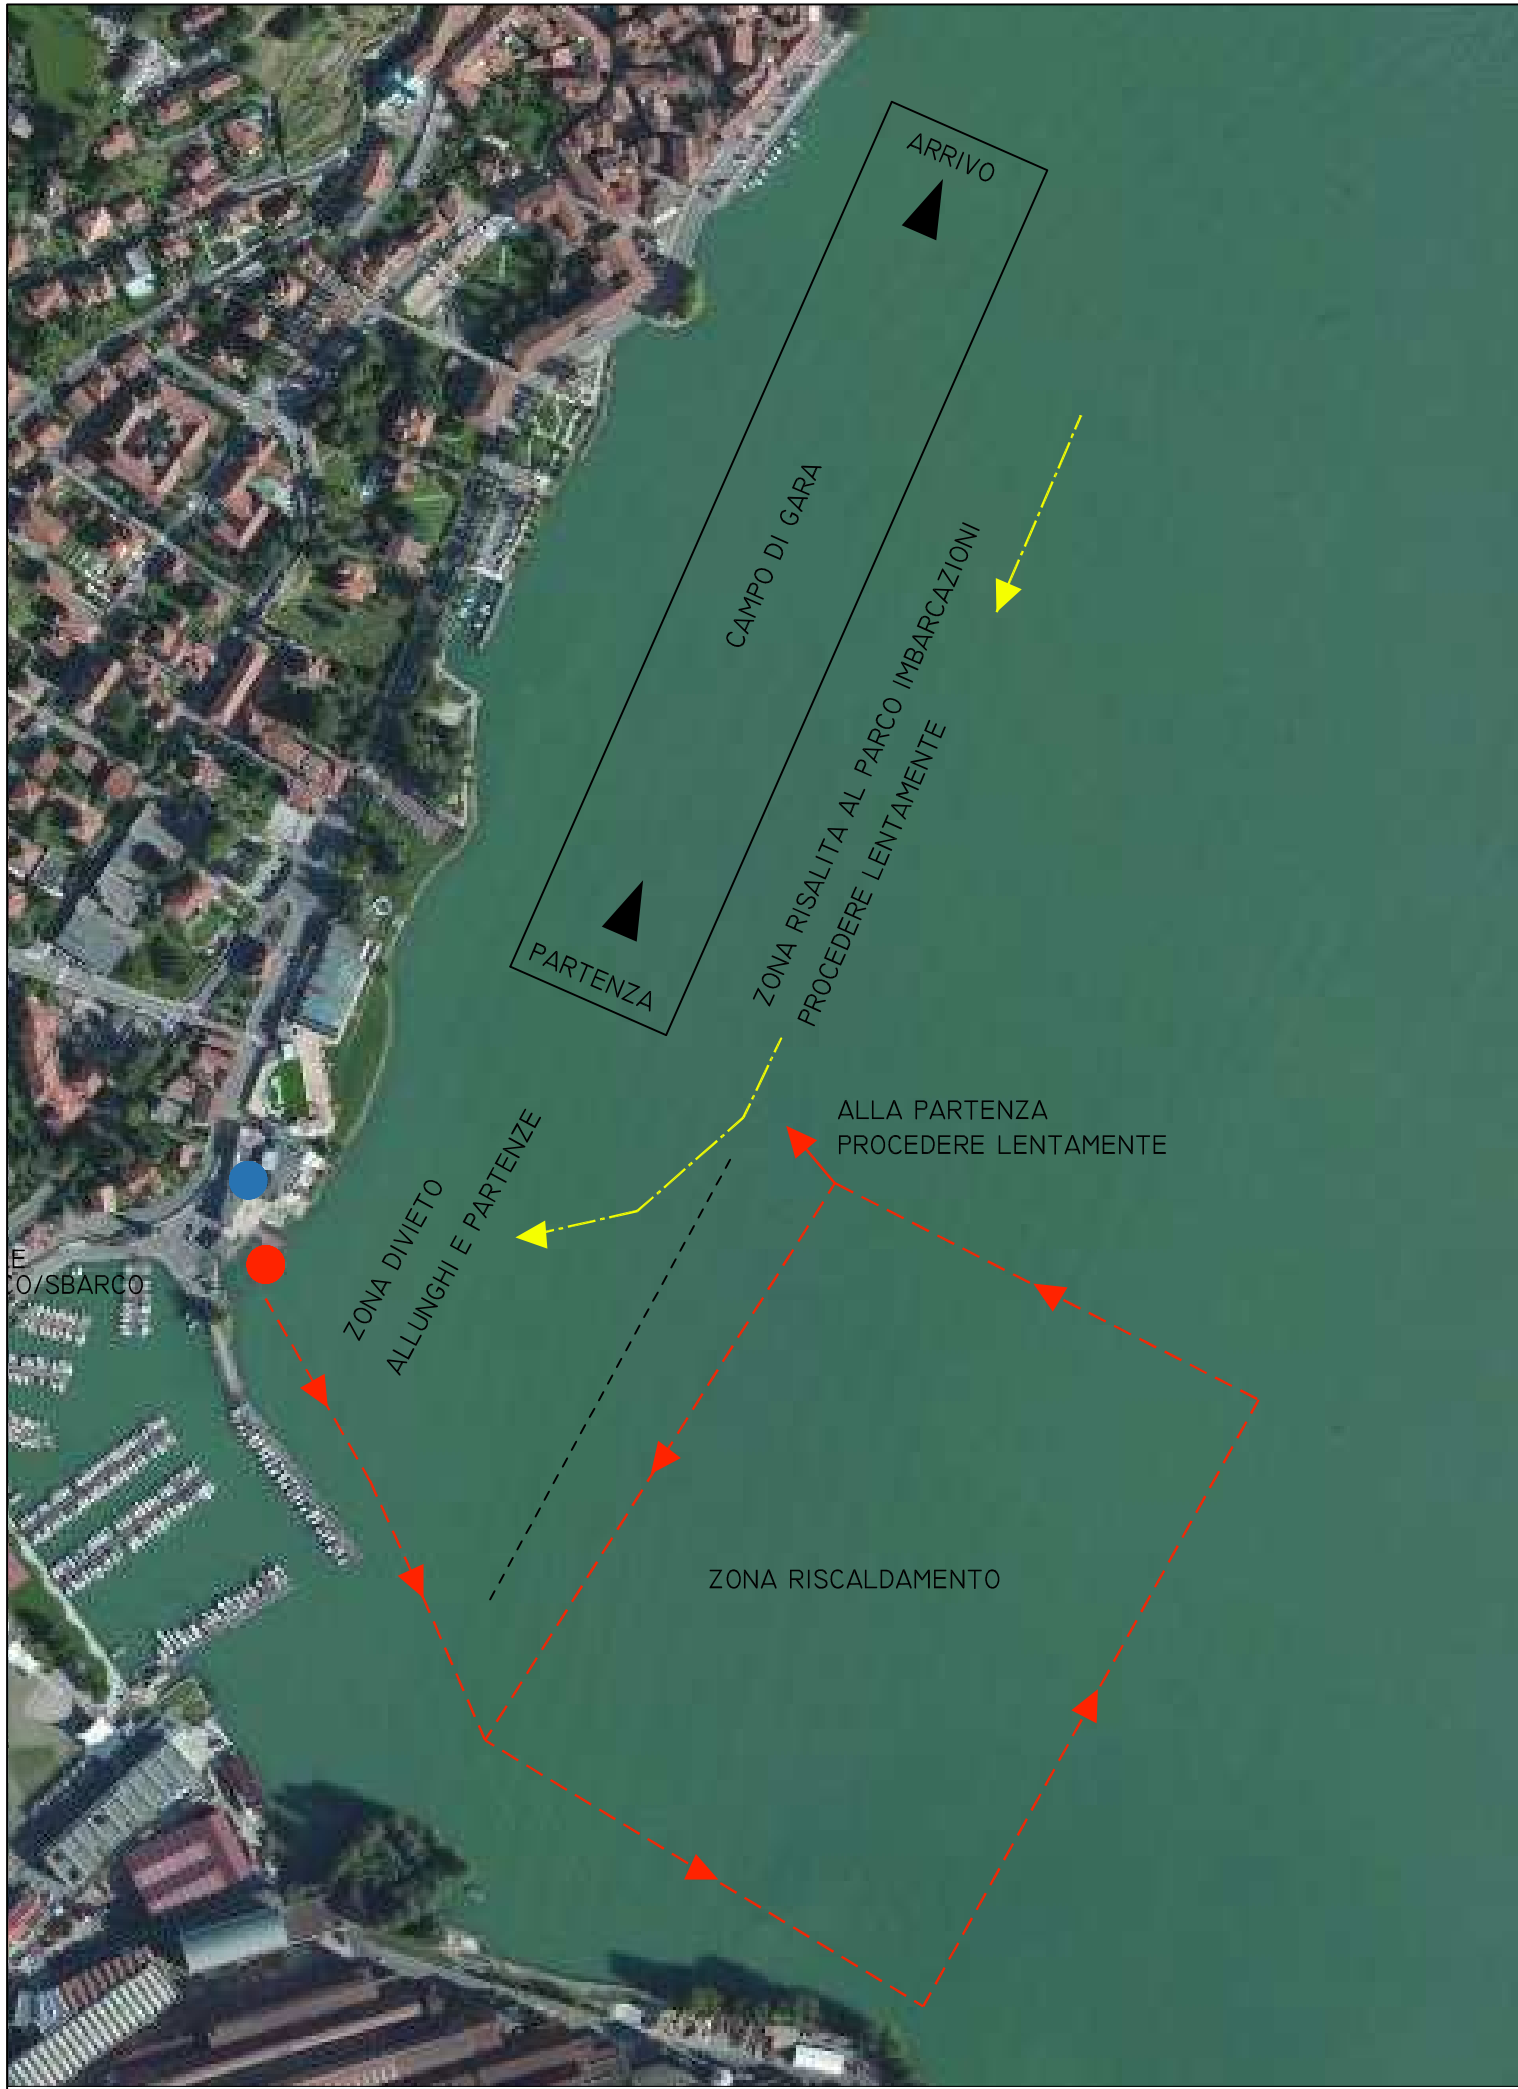 ARRIVO
CAMPO DI GARA
ZONA RISALITA AL PARCO IMBARCAZIONI
PROCEDERE LENTAMENTE
PARTENZA
ALLA PARTENZA
PROCEDERE LENTAMENTE
ZONA DIVIETO
ALLUNGHI E PARTENZE
E
O/SBARCO
ZONA RISCALDAMENTO